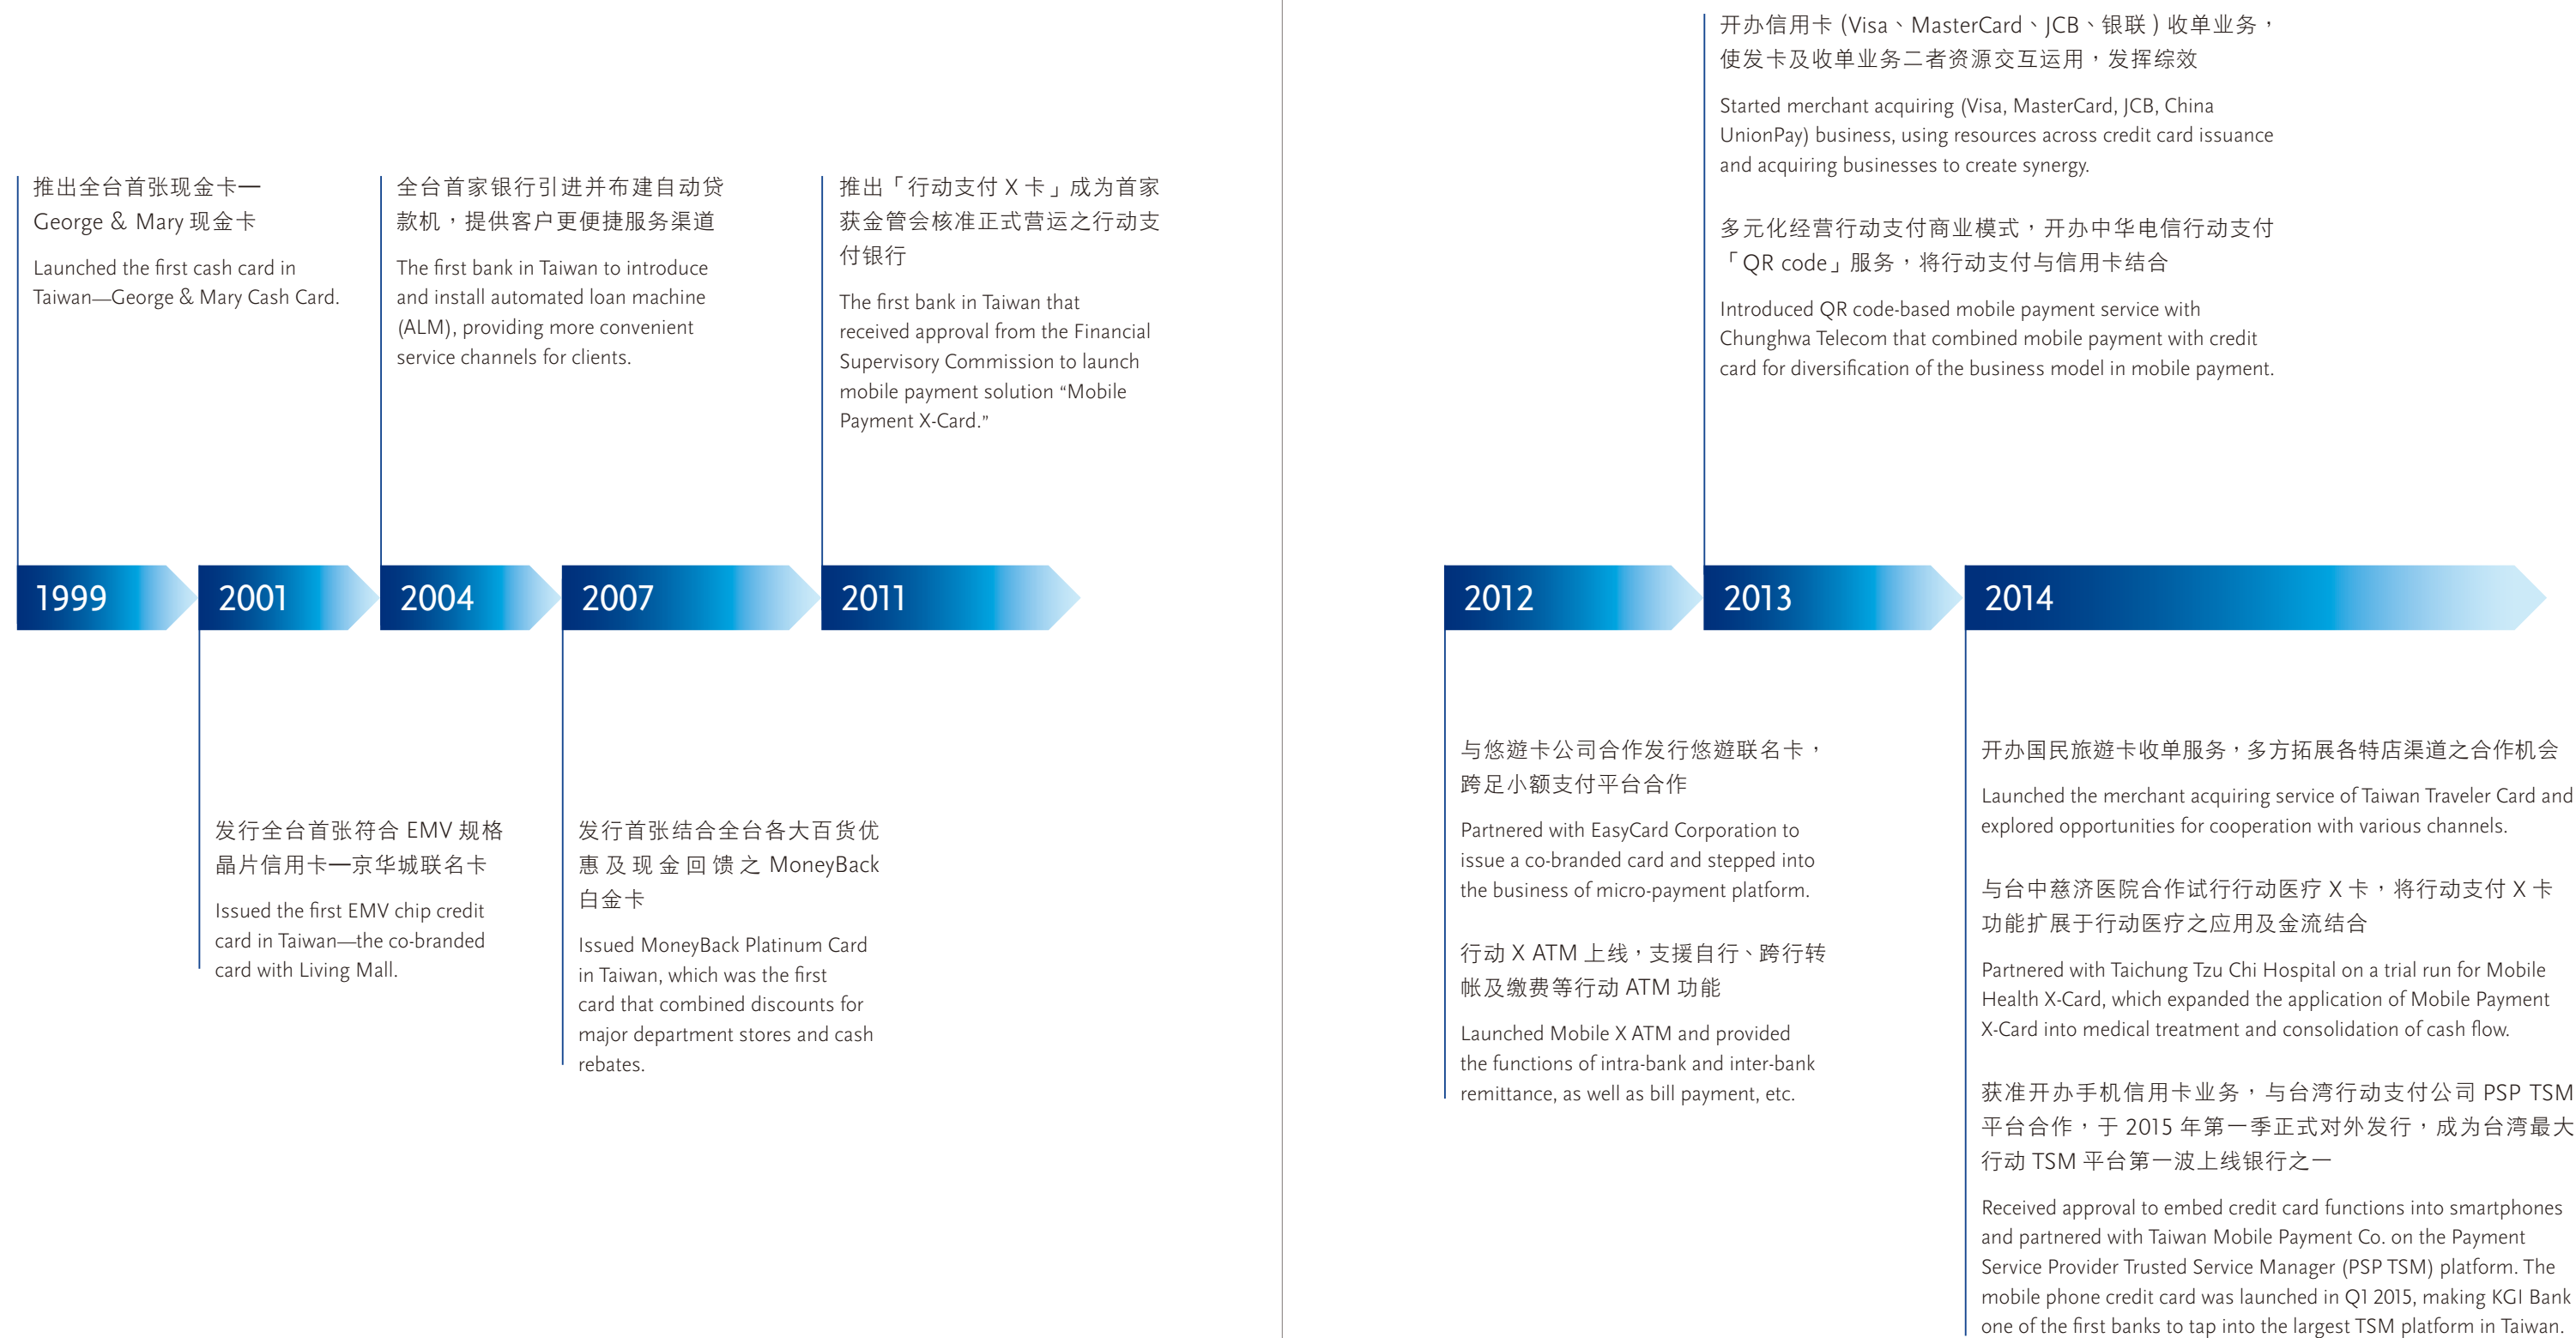 1999
推出全台首张现金卡—
George & Mary 现金卡
Launched the first cash card in
Taiwan—George & Mary Cash Card.
2001
发行全台首张符合 EMV 规格
晶片信用卡—京华城联名卡
Issued the first EMV chip credit
card in Taiwan—the co-branded
card with Living Mall.
2004
全台首家银行引进并布建自动贷
款机，提供客户更便捷服务渠道
The first bank in Taiwan to introduce
and install automated loan machine
(ALM), providing more convenient
service channels for clients.
2007
发行首张结合全台各大百货优
惠及现金回馈之 MoneyBack
白金卡
Issued MoneyBack Platinum Card
in Taiwan, which was the first
card that combined discounts for
major department stores and cash
rebates.
2011
推出「行动支付 X 卡」成为首家
获金管会核准正式营运之行动支
付银行
The first bank in Taiwan that
received approval from the Financial
Supervisory Commission to launch
mobile payment solution “Mobile
Payment X-Card.”
2012
与悠遊卡公司合作发行悠遊联名卡，
跨足小额支付平台合作
Partnered with EasyCard Corporation to
issue a co-branded card and stepped into
the business of micro-payment platform.
行动 X ATM 上线，支援自行、跨行转
帐及缴费等行动 ATM 功能
Launched Mobile X ATM and provided
the functions of intra-bank and inter-bank
remittance, as well as bill payment, etc.
2013
开办信用卡 (Visa、MasterCard、JCB、银联 ) 收单业务，
使发卡及收单业务二者资源交互运用，发挥综效
Started merchant acquiring (Visa, MasterCard, JCB, China
UnionPay) business, using resources across credit card issuance
and acquiring businesses to create synergy.
多元化经营行动支付商业模式，开办中华电信行动支付
「QR code」服务，将行动支付与信用卡结合
Introduced QR code-based mobile payment service with
Chunghwa Telecom that combined mobile payment with credit
card for diversification of the business model in mobile payment.
2014
开办国民旅遊卡收单服务，多方拓展各特店渠道之合作机会
Launched the merchant acquiring service of Taiwan Traveler Card and
explored opportunities for cooperation with various channels.
与台中慈济医院合作试行行动医疗 X 卡，将行动支付 X 卡
功能扩展于行动医疗之应用及金流结合
Partnered with Taichung Tzu Chi Hospital on a trial run for Mobile
Health X-Card, which expanded the application of Mobile Payment
X-Card into medical treatment and consolidation of cash flow.
获准开办手机信用卡业务，与台湾行动支付公司 PSP TSM
平台合作，于 2015 年第一季正式对外发行，成为台湾最大
行动 TSM 平台第一波上线银行之一
Received approval to embed credit card functions into smartphones
and partnered with Taiwan Mobile Payment Co. on the Payment
Service Provider Trusted Service Manager (PSP TSM) platform. The
mobile phone credit card was launched in Q1 2015, making KGI Bank
one of the first banks to tap into the largest TSM platform in Taiwan.